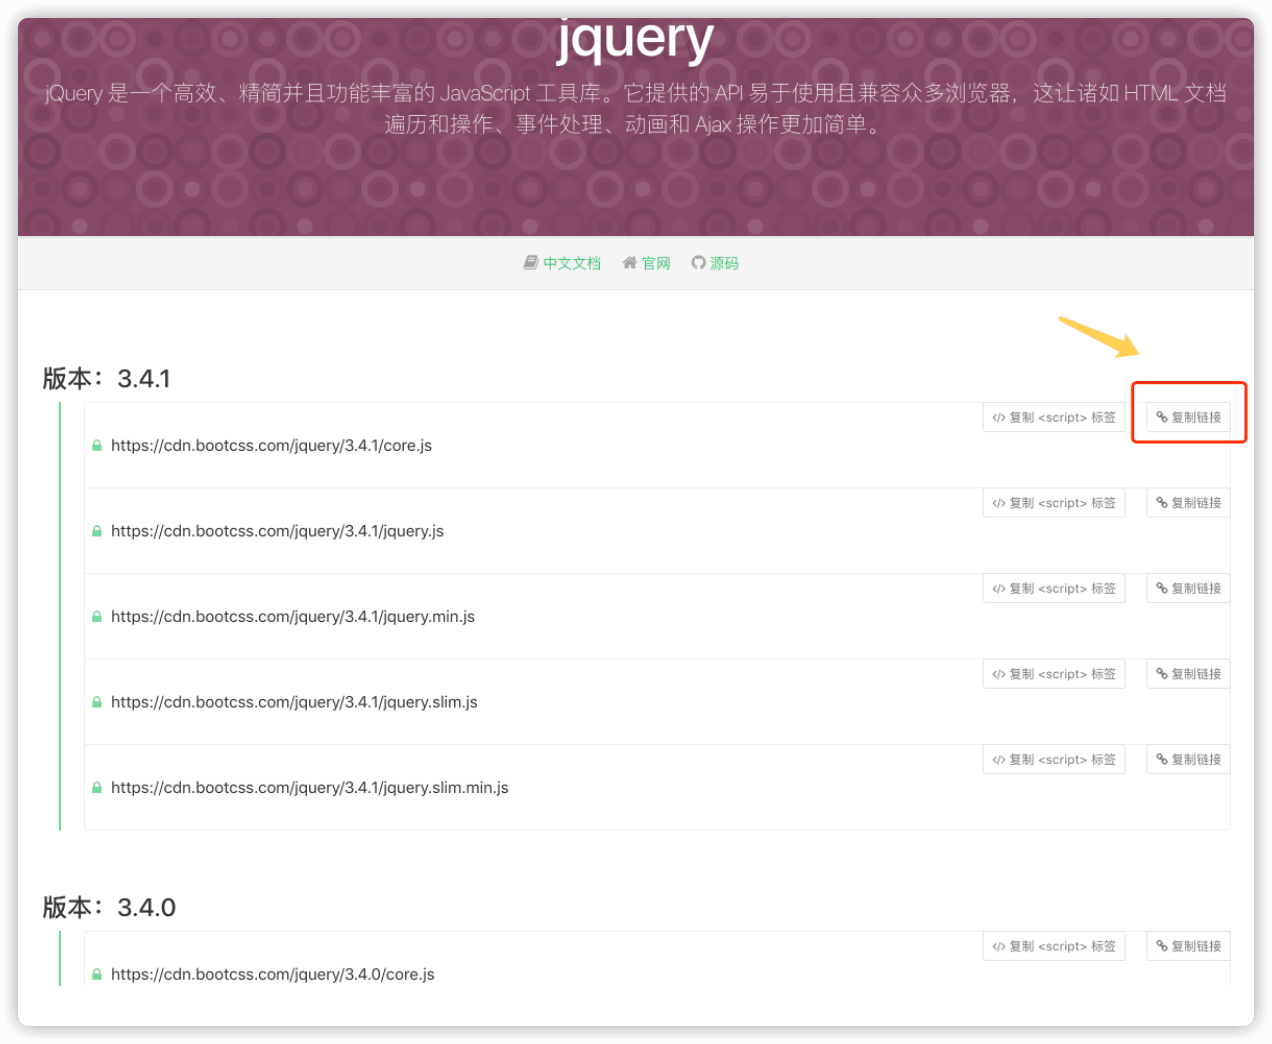 jquery
jQuery 是一个高效、精简并且功能丰富的 JavaScript 工具库。它提供的 API 易于使用且兼容众多浏览器，这让诸如 HTML 文档
遍历和操作、事件处理、动画和 Ajax 操作更加简单。
中文文档 官网 源码
版本：3.4.1
</> 复制 <script> 标签 复制链接
https://cdn.bootcss.com/jquery/3.4.1/core.js
</> 复制 <script> 标签 复制链接
https://cdn.bootcss.com/jquery/3.4.1/jquery.js
</> 复制 <script> 标签 复制链接
https://cdn.bootcss.com/jquery/3.4.1/jquery.min.js
</> 复制 <script> 标签 复制链接
https://cdn.bootcss.com/jquery/3.4.1/jquery.slim.js
</> 复制 <script> 标签 复制链接
https://cdn.bootcss.com/jquery/3.4.1/jquery.slim.min.js
版本：3.4.0
</> 复制 <script> 标签 复制链接
https://cdn.bootcss.com/jquery/3.4.0/core.js